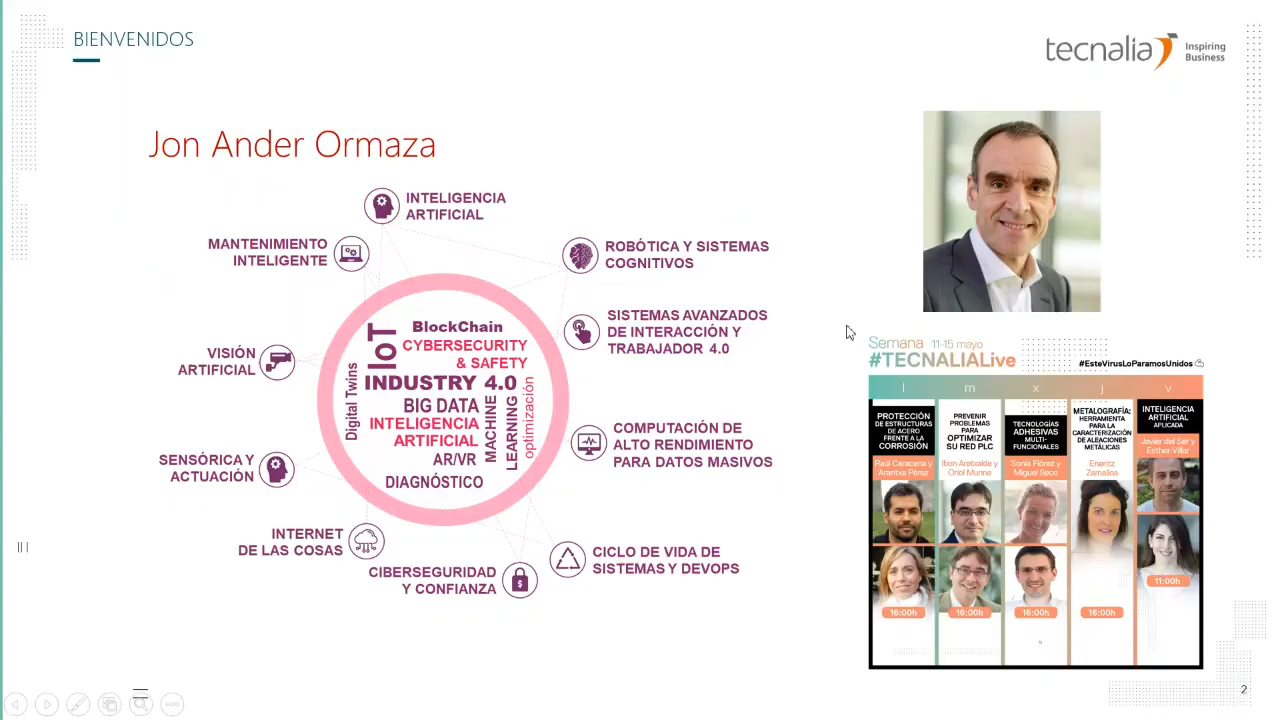 BIENVENIDOS
tecnalia Inspiring
Business
Jon Ander Ormaza
INTELIGENCIA
ARTIFICIAL
MANTENIMIENTO
INTELIGENTE
ROBÓTICA Y SISTEMAS
COGNITIVOS
SISTEMAS AVANZADOS
DE INTERACCIÓN Y
TRABAJADOR 4.0
VISIÓN
ARTIFICIAL
IoT
BlockChain
CYBERSECURITY
& SAFETY
Digital Twins
INDUSTRY 4.0
BIG DATA
INTELIGENCIA
ARTIFICIAL
MACHINE
LEARNING
optimización
AR/VR
DIAGNÓSTICO
COMPUTACIÓN DE
ALTO RENDIMIENTO
PARA DATOS MASIVOS
SENSÓRICA Y
ACTUACIÓN
INTERNET
DE LAS COSAS
CIBERSEGURIDAD
Y CONFIANZA
$
CICLO DE VIDA DE
SISTEMAS Y DEVOPS
Semana 11-15 mayo
#TECNALIALive
#EsteVirusLoParamosUnidos
l m x j v
PROTECCIÓN
DE ESTRUCTURAS
DE ACERO
FRENTE A LA
CORROSIÓN
Raúl Caracena y
Arantxa Pérez
16:00h
PREVENIR
PROBLEMAS
PARA
OPTIMIZAR
SU RED PLC
Ibon Aretxalde y
Oriol Munne
16:00h
TECNOLOGÍAS
ADHESIVAS
MULTI-
FUNCIONALES
Sonia Flórez y
Miguel Seco
16:00h
METALOGRAFÍA:
HERRAMIENTA
PARA LA
CARACTERIZACIÓN
DE ALEACIONES
METÁLICAS
Eneritz
Zamalloa
16:00h
INTELIGENCIA
ARTIFICIAL
APLICADA
Javier del Ser y
Esther Villar
11:00h
2